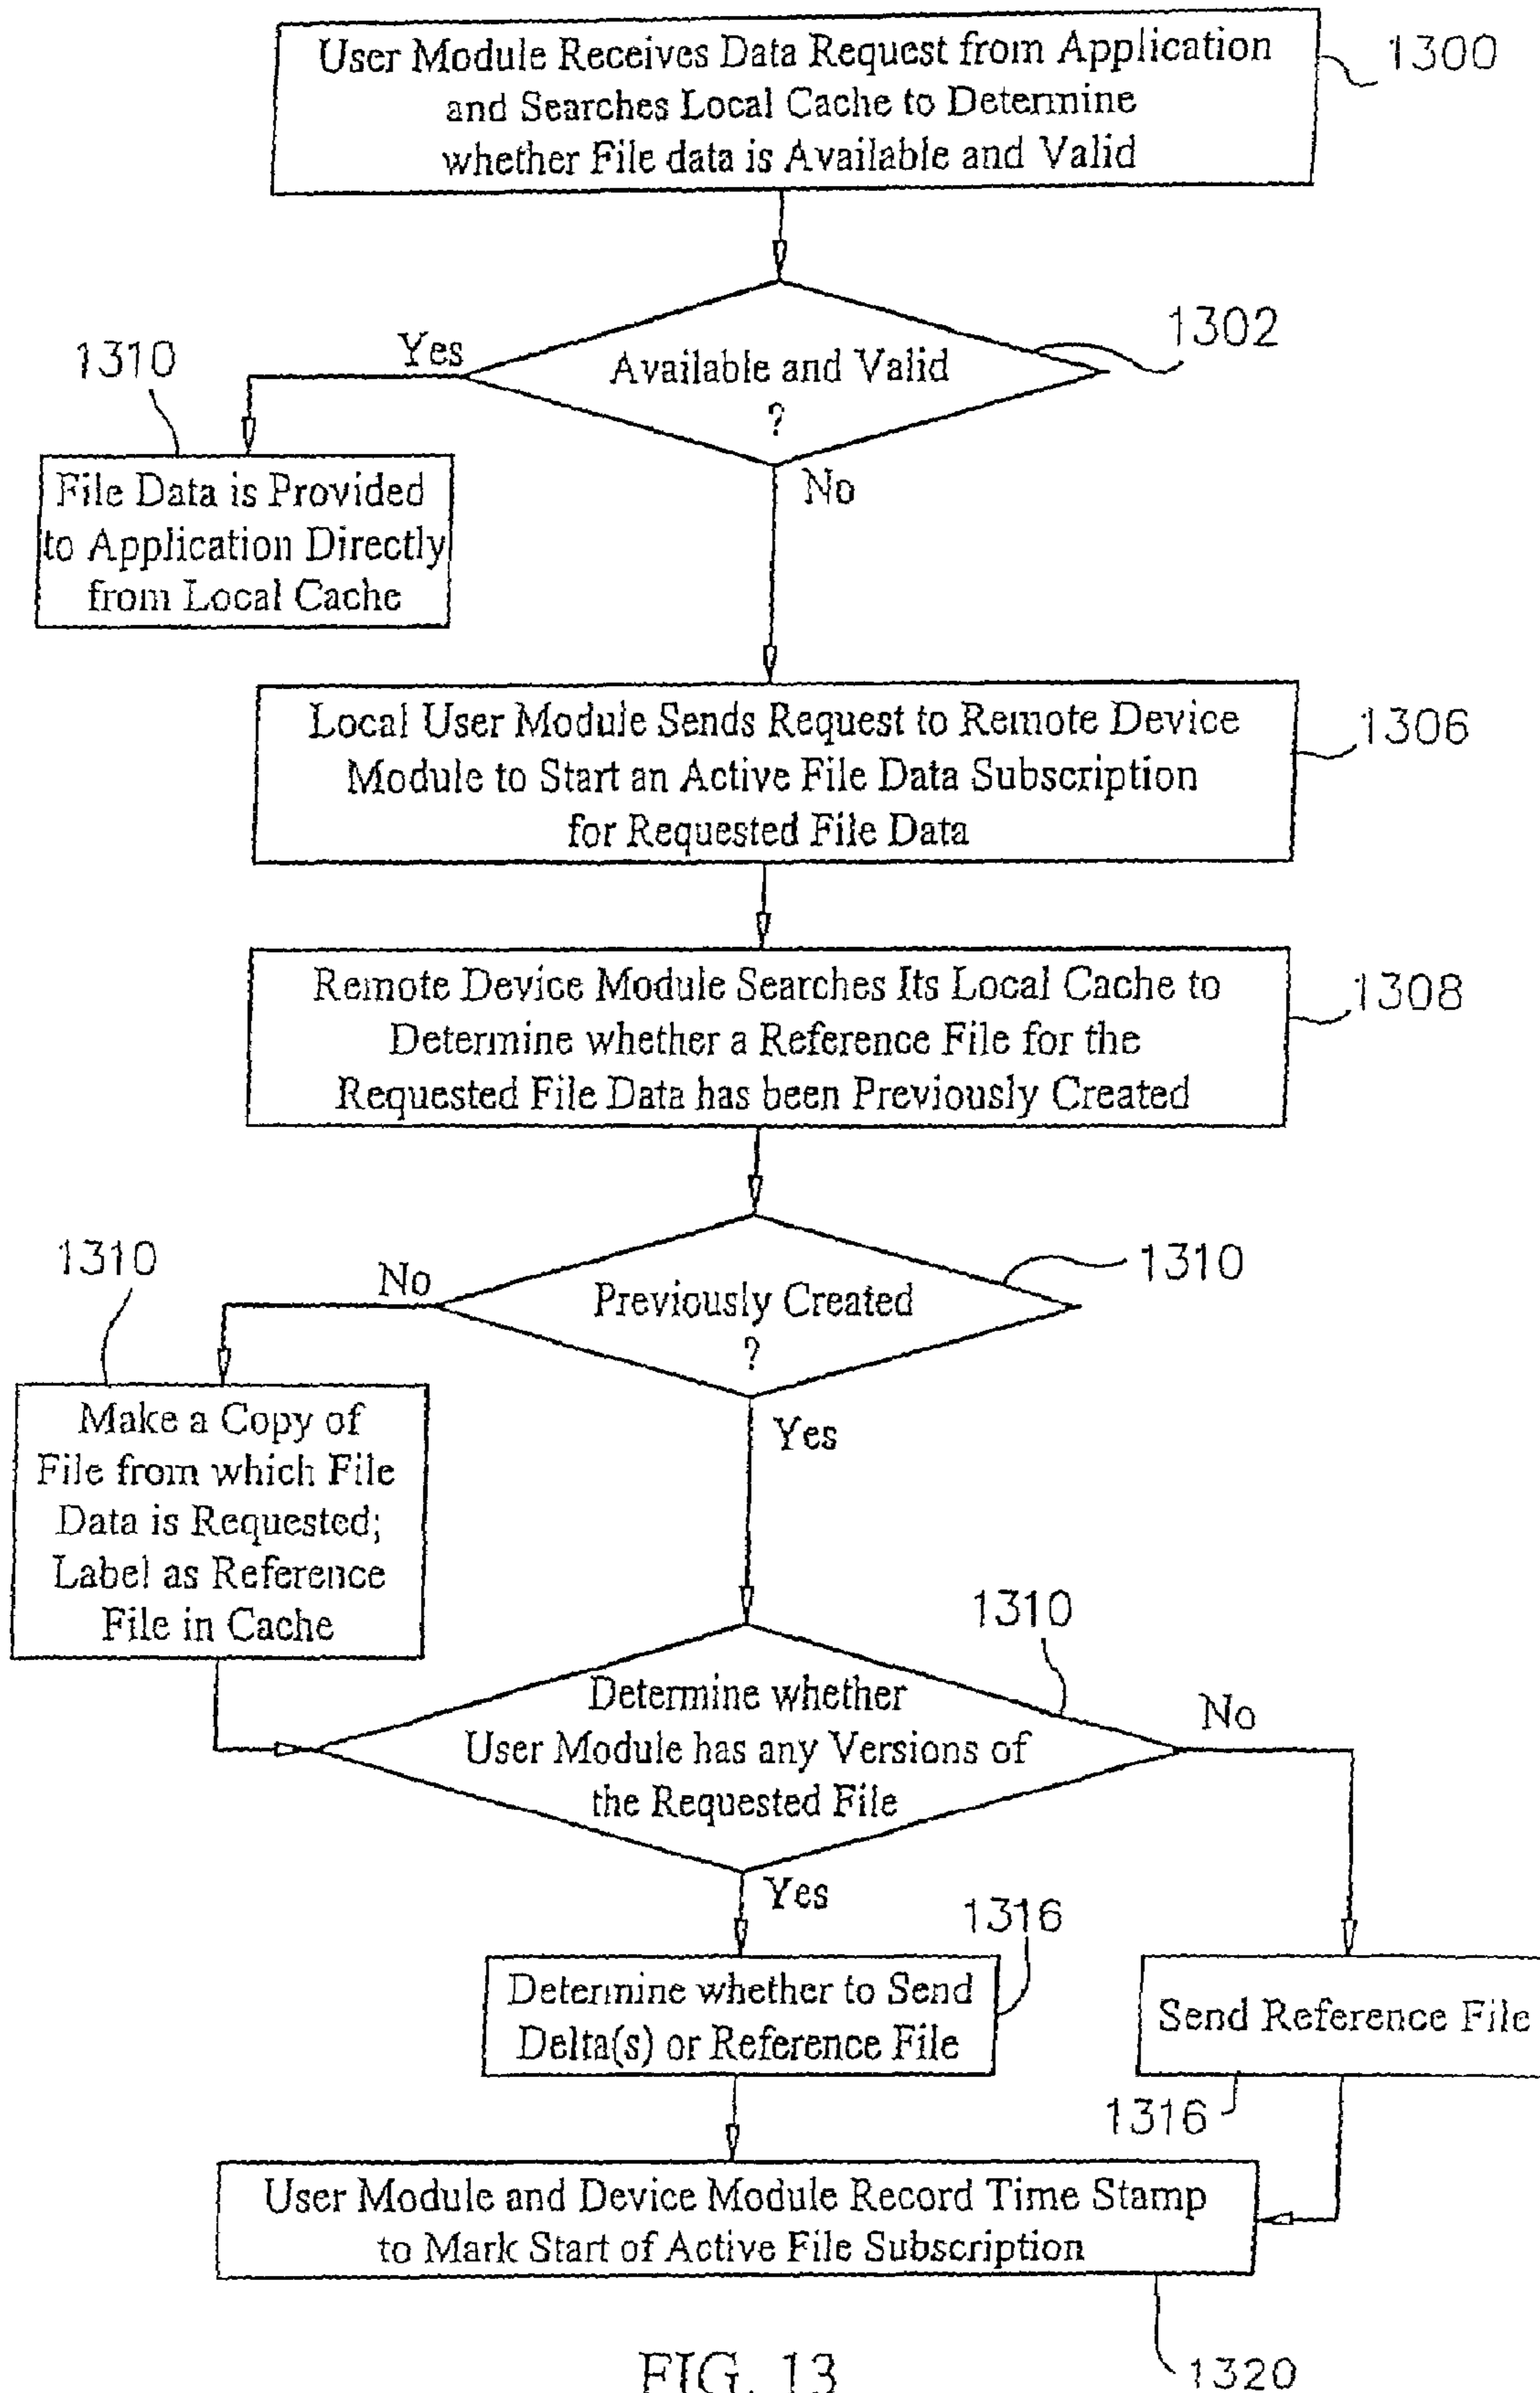 User Module Receives Data Request from Application
and Searches Local Cache to Determine
whether File data is Available and Valid
1300
1302
Available and Valid
?
Yes
No
1310
File Data is Provided
to Application Directly
from Local Cache
Local User Module Sends Request to Remote Device
Module to Start an Active File Data Subscription
for Requested File Data
1306
Remote Device Module Searches Its Local Cache to
Determine whether a Reference File for the
Requested File Data has been Previously Created
1308
Previously Created
?
1310
No
Yes
1310
Make a Copy of
File from which File
Data is Requested;
Label as Reference
File in Cache
1310
Determine whether
User Module has any Versions of
the Requested File
No
Yes
1316
Determine whether to Send
Delta(s) or Reference File
Send Reference File
1316
User Module and Device Module Record Time Stamp
to Mark Start of Active File Subscription
1320
FIG. 13